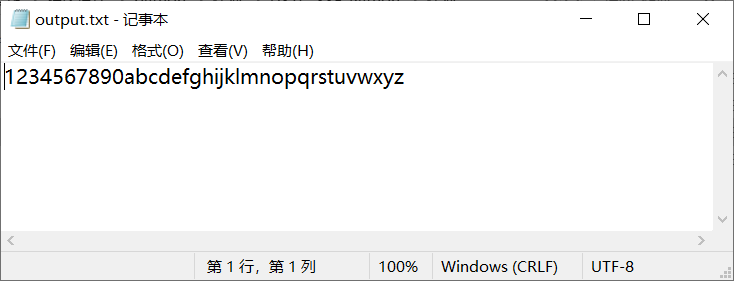 output.txt - 记事本
文件(F) 编辑(E) 格式(O) 查看(V) 帮助(H)
1234567890abcdefghijklmnopqrstuvwxyz
第 1 行，第 1 列 100% Windows (CRLF) UTF-8